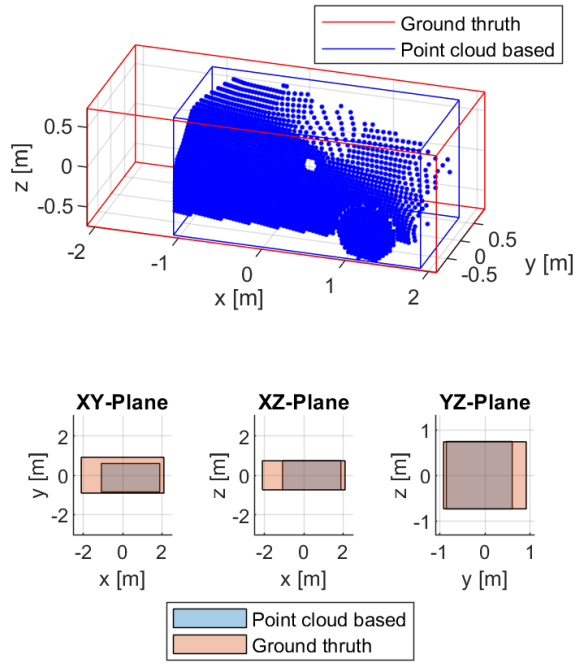 Ground thruth
Point cloud based
0.5
0
-0.5
z [m]
-2
-1
0
1
2
x [m]
0.5
0
-0.5
y [m]
XY-Plane
2
0
-2
y [m]
-2 0 2
x [m]
XZ-Plane
2
0
-2
z [m]
-2 0 2
x [m]
YZ-Plane
1
0
-1
z [m]
-1 0 1
y [m]
Point cloud based
Ground thruth